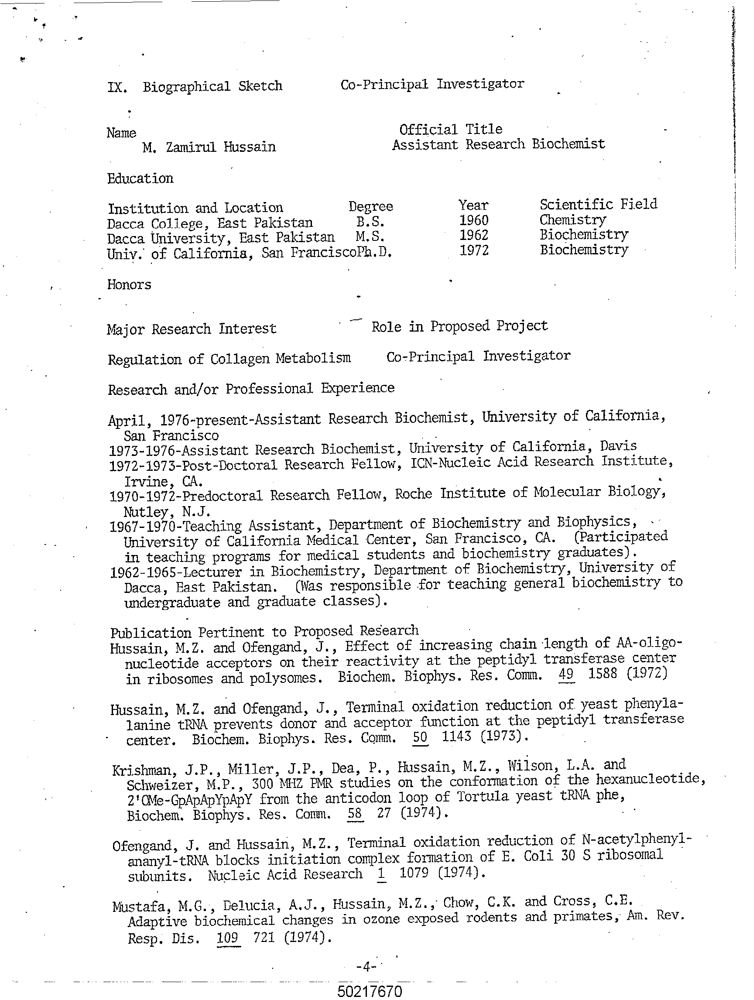 IX. Biographical Sketch Co-Principal Investigator
Name Official Title
M. Zamirul Hussain Assistant Research Biochemist
Education
Institution and Location Degree Year Scientific Field
Dacca College, East Pakistan B.S. 1960 Chemistry
Dacca University, East Pakistan M.S. 1962 Biochemistry
Univ. of California, San FranciscoPh.D. 1972 Biochemistry
Honors
Major Research Interest Role in Proposed Project
Regulation of Collagen Metabolism Co-Principal Investigator
Research and/or Professional Experience
April, 1976-present-Assistant Research Biochemist, University of California,
San Francisco
1973-1976-Assistant Research Biochemist, University of California, Davis
1972-1973-Post-Doctoral Research Fellow, ICN-Nucleic Acid Research Institute,
Irvine, CA.
1970-1972-Predoctoral Research Fellow, Roche Institute of Molecular Biology,
Nutley, N.J.
1967-1970-Teaching Assistant, Department of Biochemistry and Biophysics,
University of California Medical Center, San Francisco, CA. (Participated
in teaching programs for medical students and biochemistry graduates).
1962-1965-Lecturer in Biochemistry, Department of Biochemistry, University of
Dacca, East Pakistan. (Was responsible for teaching general biochemistry to
undergraduate and graduate classes).
Publication Pertinent to Proposed Research
Hussain, M.Z. and Ofengand, J., Effect of increasing chain length of AA-oligo-
nucleotide acceptors on their reactivity at the peptidyl transferase center
in ribosomes and polysomes. Biochem. Biophys. Res. Comm. 49 1588 (1972)
Hussain, M.Z. and Ofengand, J., Terminal oxidation reduction of yeast phenyla-
lanine tRNA prevents donor and acceptor function at the peptidyl transferase
center. Biochem. Biophys. Res. Comm. 50 1143 (1973).
Krishman, J.P., Miller, J.P., Dea, P., Hussain, M.Z., Wilson, L.A. and
Schweizer, M.P., 300 MHZ PMR studies on the conformation of the hexanucleotide,
2'OMe-GpApApYpApY from the anticodon loop of Tortula yeast tRNA phe,
Biochem. Biophys. Res. Comm. 58 27 (1974).
Ofengand, J. and Hussain, M.Z., Terminal oxidation reduction of N-acetylphenyl-
ananyl-tRNA blocks initiation complex formation of E. Coli 30 S ribosomal
subunits. Nucleic Acid Research 1 1079 (1974).
Mustafa, M.G., Delucia, A.J., Hussain, M.Z., Chow, C.K. and Cross, C.E.
Adaptive biochemical changes in ozone exposed rodents and primates, Am. Rev.
Resp. Dis. 109 721 (1974).
-4-
50217670